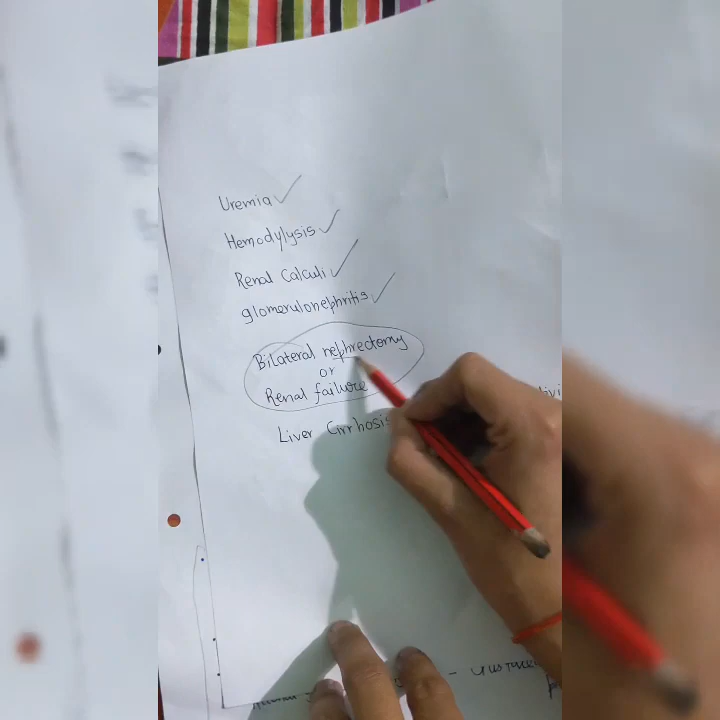 Uremia
Hemodylysis
Renal Calculi
glomerulonephritis
Bilateral nephrectomy
or
Renal failure
Liver Cirrhosis